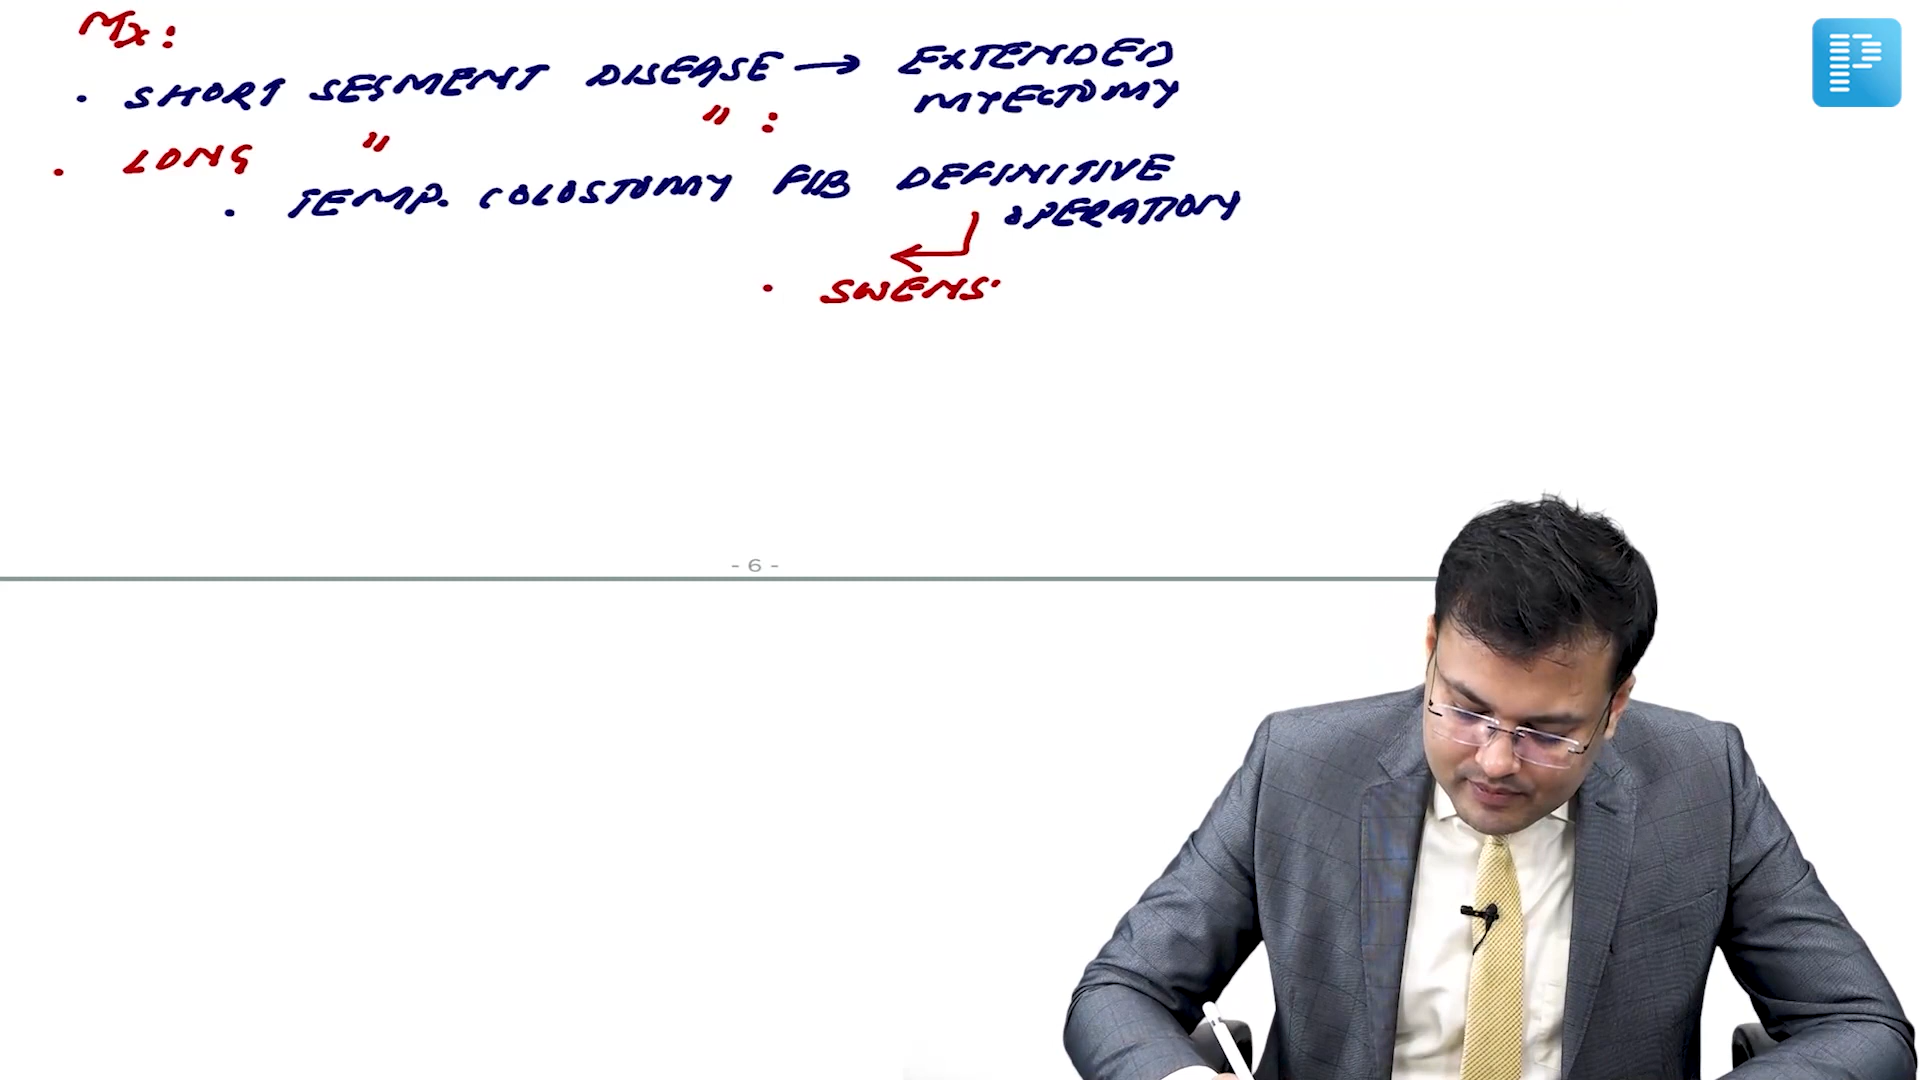 Mx:
• SHORT SEGMENT DISEASE → EXTENDED
MYECTOMY
• LONG " " :
• TEMP. COLOSTOMY F/B DEFINITIVE
OPERATION
• SWENS
- 6 -